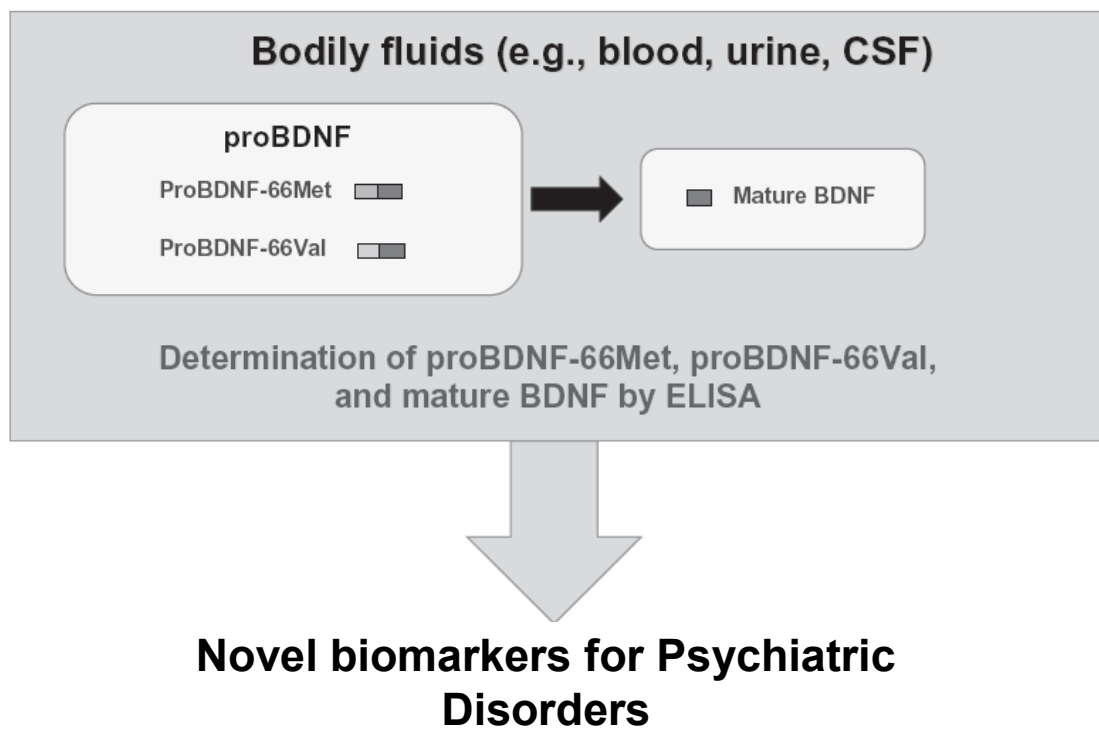 Bodily fluids (e.g., blood, urine, CSF)
proBDNF
ProBDNF-66Met
ProBDNF-66Val
Mature BDNF
Determination of proBDNF-66Met, proBDNF-66Val,
and mature BDNF by ELISA
Novel biomarkers for Psychiatric
Disorders